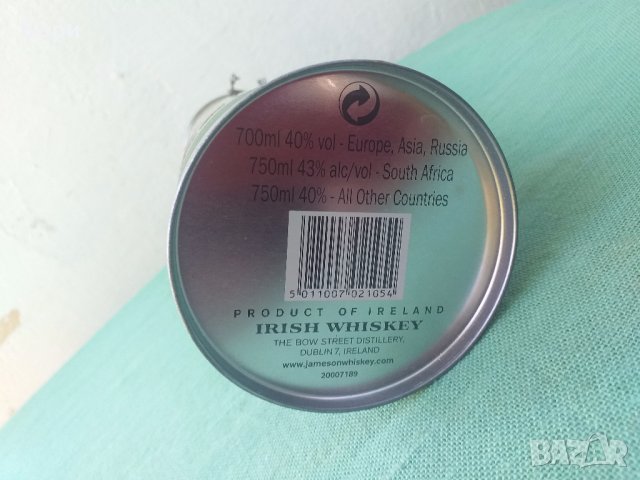 700ml 40% vol - Europe, Asia, Russia
750ml 43% alc/vol - South Africa
750ml 40% - All Other Countries
5 011007 021054
PRODUCT OF IRELAND
IRISH WHISKEY
THE BOW STREET DISTILLERY,
DUBLIN 7, IRELAND
www.jamesonwhiskey.com
20007189
BAZAR